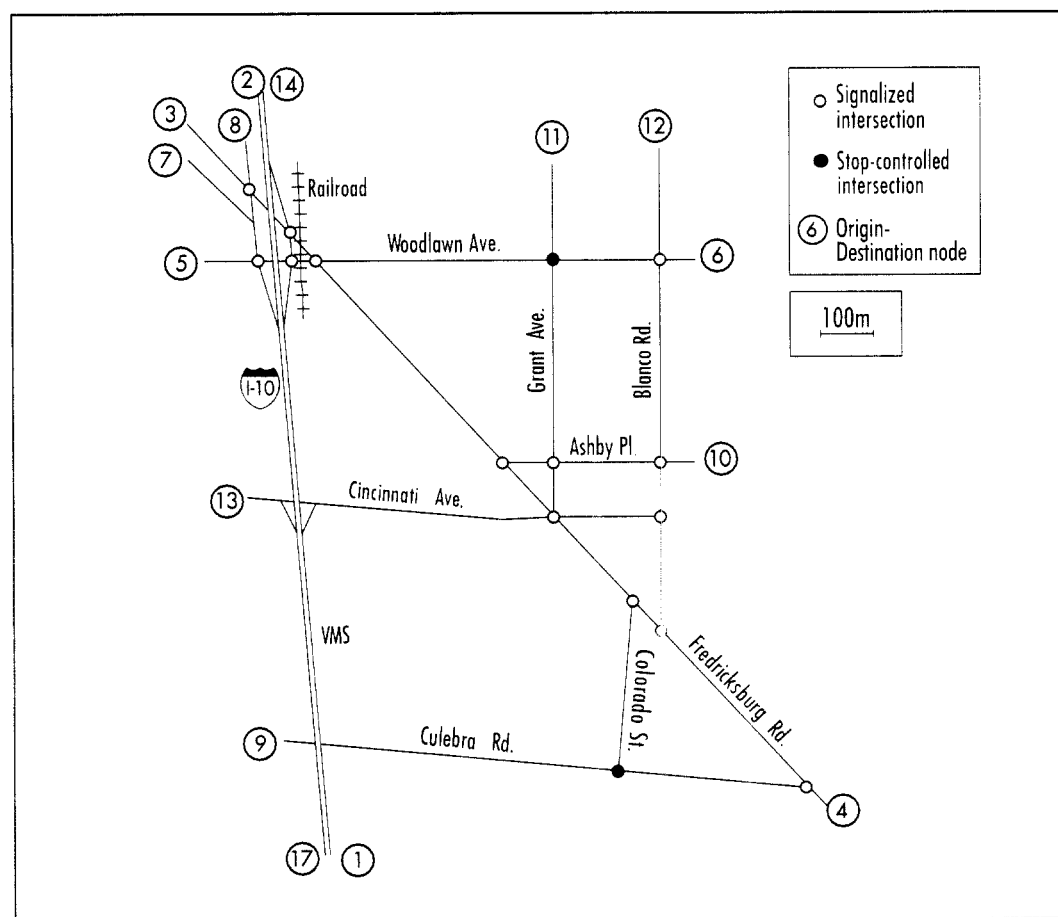 2
14
3
8
7
11
12
Railroad
Woodlawn Ave.
5
6
Grant Ave.
Blanco Rd.
I-10
Ashby Pl.
10
13
Cincinnati Ave.
VMS
Colorado St.
Fredricksburg Rd.
9
Culebra Rd.
4
17
1
Signalized
intersection
Stop-controlled
intersection
6
Origin-
Destination node
100m